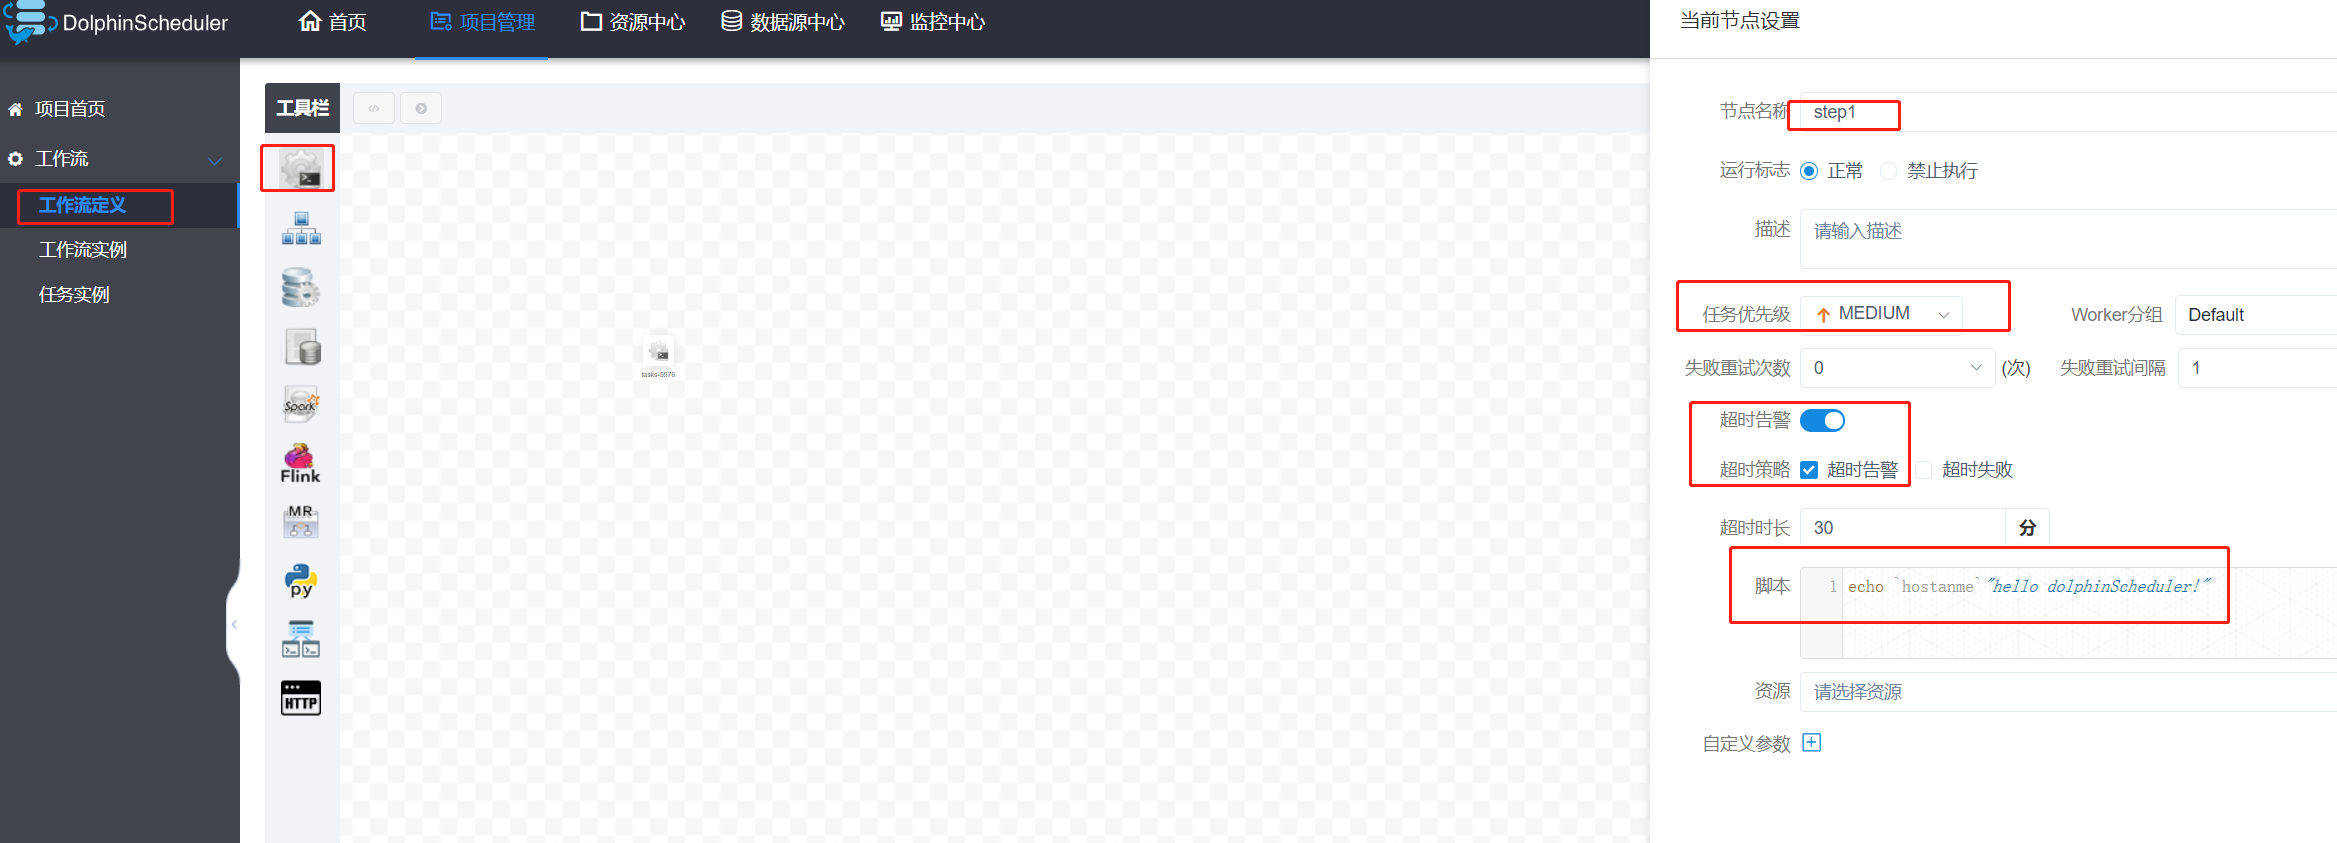 DolphinScheduler
首页
项目管理
资源中心
数据源中心
监控中心
项目首页
工作流
工作流定义
工作流实例
任务实例
工具栏
Spork
Flink
MR
py
HTTP
tasks-5576
当前节点设置
节点名称 step1
运行标志 正常 禁止执行
描述 请输入描述
任务优先级 MEDIUM Worker分组 Default
失败重试次数 0 (次) 失败重试间隔 1
超时告警
超时策略 超时告警 超时失败
超时时长 30 分
脚本 1 echo `hostanme`"hello dolphinScheduler!"
资源 请选择资源
自定义参数